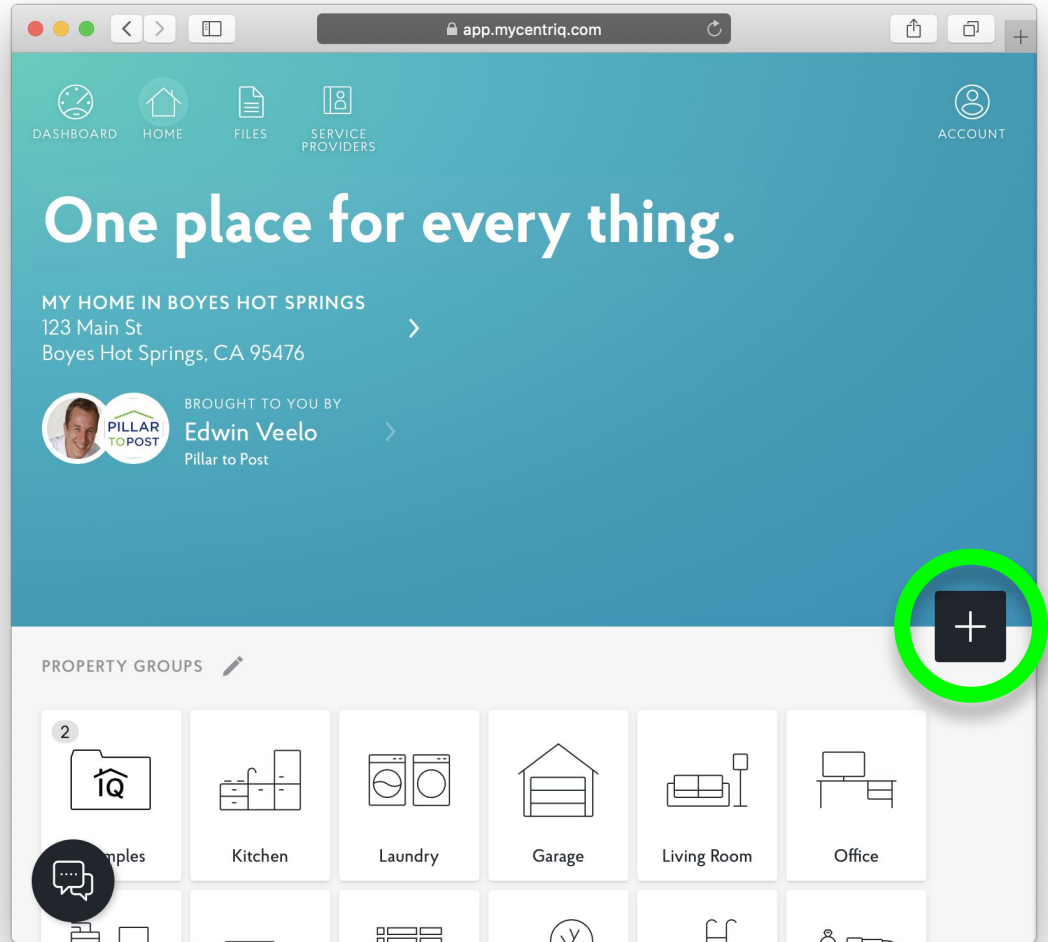 app.mycentriq.com
DASHBOARD
HOME
FILES
SERVICE
PROVIDERS
ACCOUNT
One place for every thing.
MY HOME IN BOYES HOT SPRINGS
123 Main St
Boyes Hot Springs, CA 95476
PILLAR
TOPOST
BROUGHT TO YOU BY
Edwin Veelo
Pillar to Post
PROPERTY GROUPS
2
IQ
mples
Kitchen
Laundry
Garage
Living Room
Office